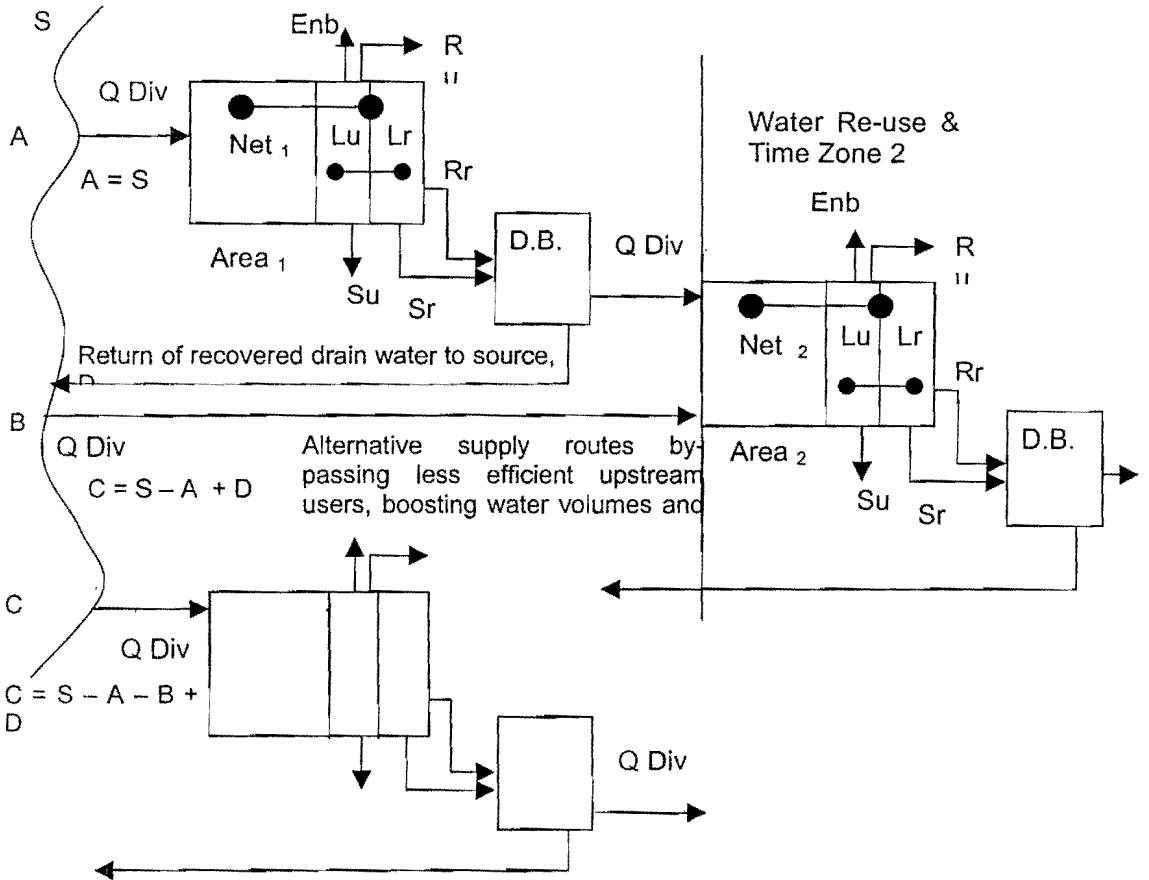 S
Enb
R
Q Div
A
Net 1
Lu
Lr
A = S
Rr
Area 1
D.B.
Su
Sr
Q Div
Return of recovered drain water to source,
Water Re-use &
Time Zone 2
Enb
R
Net 2
Lu
Lr
Rr
Area 2
D.B.
Su
Sr
B
Q Div
C = S – A + D
Alternative supply routes by-
passing less efficient upstream
users, boosting water volumes and
C
Q Div
C = S – A – B +
D
Q Div